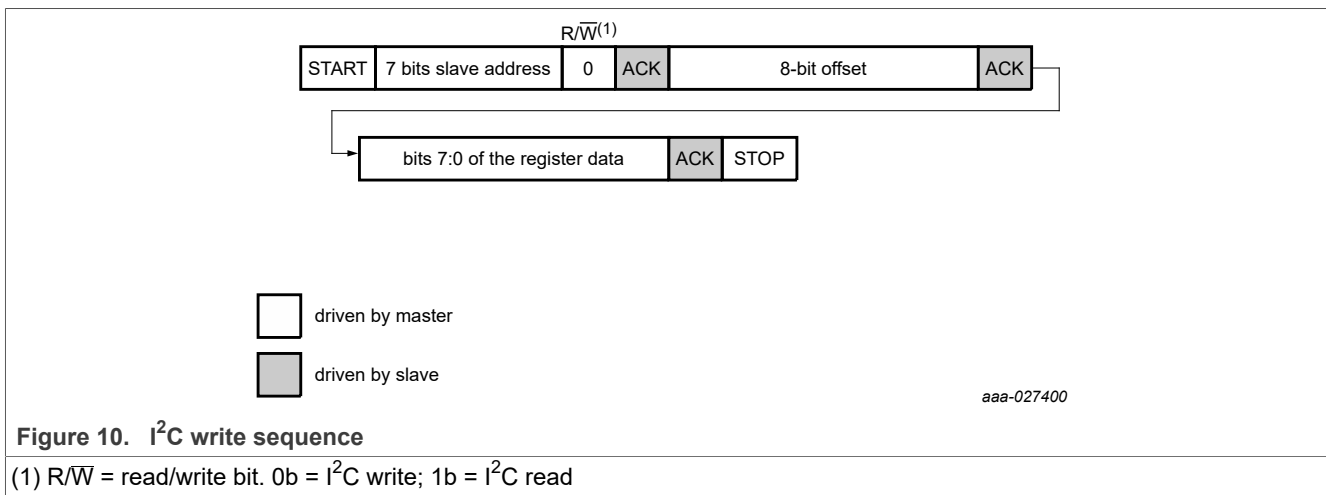 R/W̅(1)
START 7 bits slave address 0 ACK 8-bit offset ACK
bits 7:0 of the register data ACK STOP
driven by master
driven by slave
aaa-027400
Figure 10. I²C write sequence
(1) R/W̅ = read/write bit. 0b = I²C write; 1b = I²C read